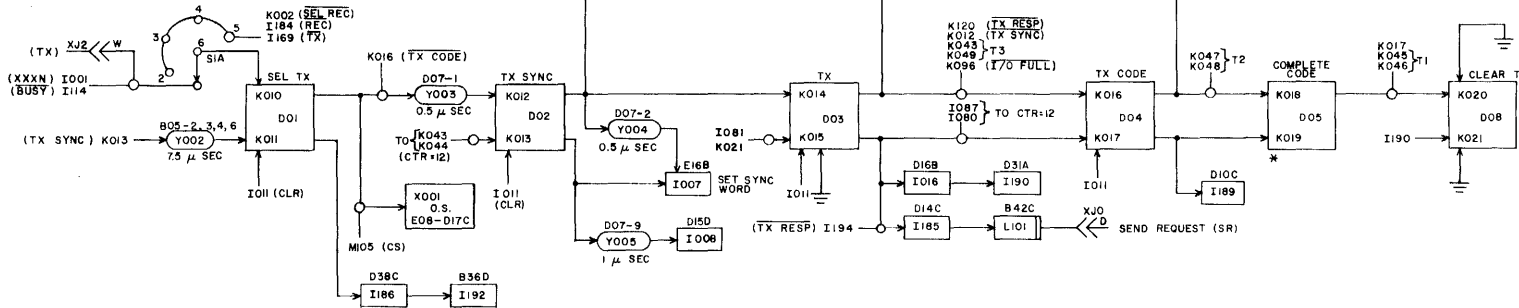 4
3
5
2
6
S1A
K002 (SEL REC)
I184 (REC)
I169 (TX)
(TX) XJ2 W
(XXXN) I001
(BUSY) I114
SEL TX
K010
D01
K011
(TX SYNC) K013
B05-2, 3, 4, 6
Y002
7.5 μ SEC
I011 (CLR)
K016 (TX CODE)
D07-1
Y003
0.5 μ SEC
TO { K043
K044
(CTR=12)
X001
O.S.
E08-D17C
M105 (CS)
D38C
I186
B36D
I192
TX SYNC
K012
D02
K013
I011
(CLR)
D07-2
Y004
0.5 μ SEC
E16B
I007
SET SYNC
WORD
D07-9
Y005
1 μ SEC
D15D
I008
I081
K021
TX
K014
D03
K015
I011
K120 (TX RESP)
K012 (TX SYNC)
K043
K049 } T3
K096 (I/O FULL)
I087
I080 } TO CTR=12
D16B
I016
D31A
I190
(TX RESP) I194
D14C
I185
B42C
L101
XJ0
D
SEND REQUEST (SR)
TX CODE
K016
D04
K017
I011
K047
K048 } T2
COMPLETE
CODE
K018
D05
K019
*
D10C
I189
K017
K045
K046 } T1
I190
CLEAR T
K020
D08
K021